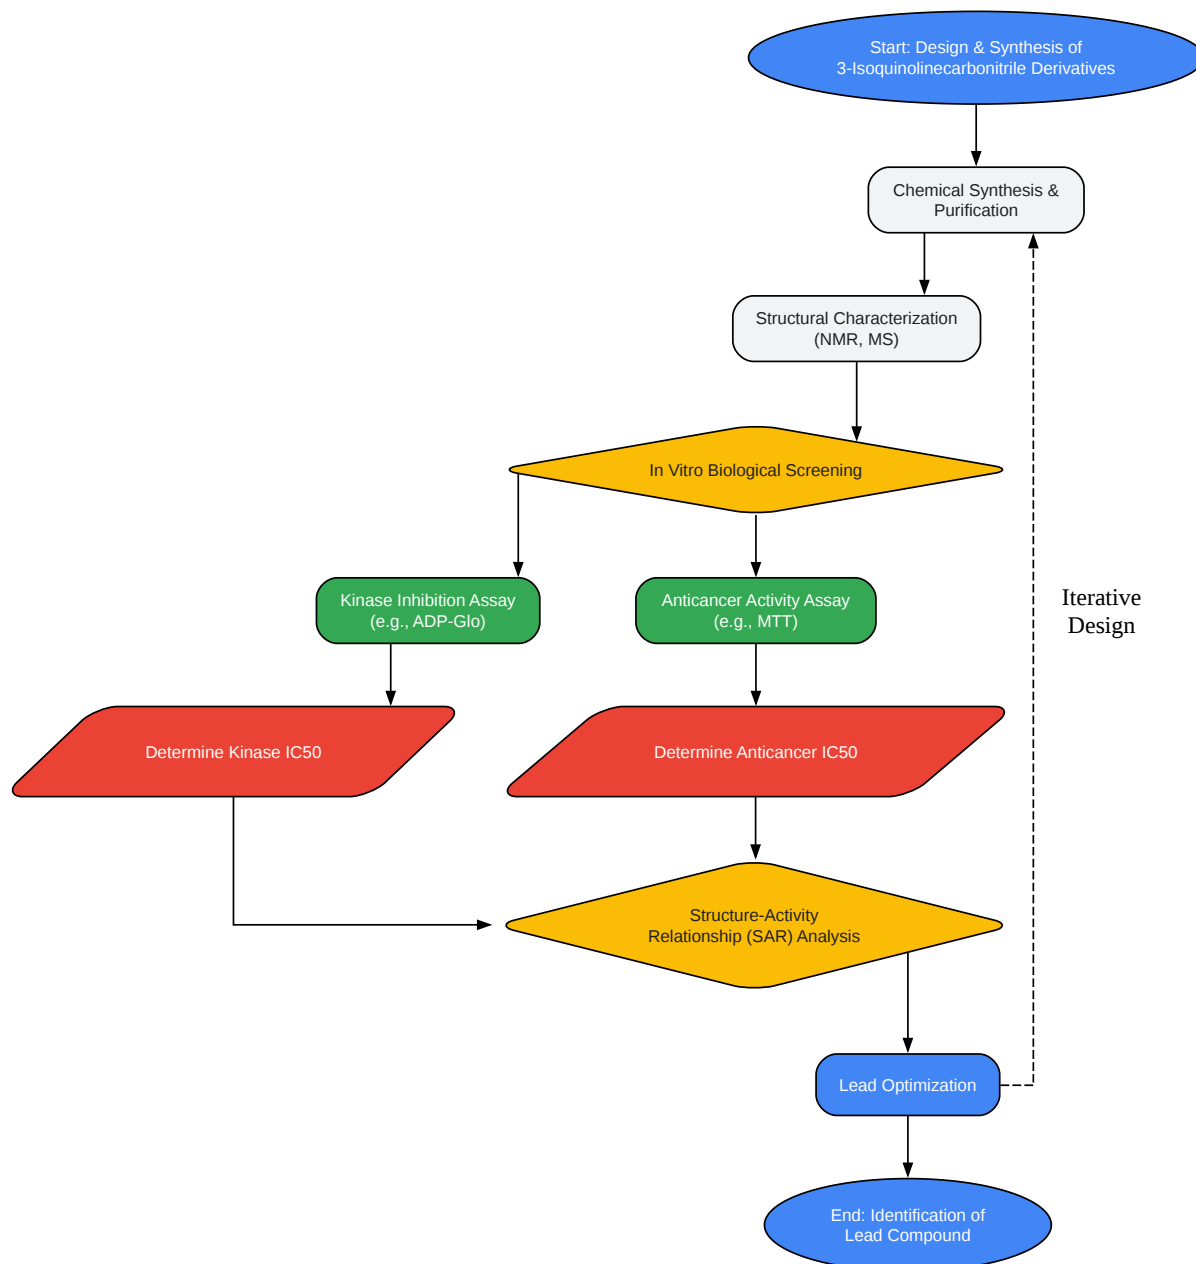 Start: Design & Synthesis of
3-Isoquinolinecarbonitrile Derivatives
Chemical Synthesis &
Purification
Structural Characterization
(NMR, MS)
In Vitro Biological Screening
Kinase Inhibition Assay
(e.g., ADP-Glo)
Anticancer Activity Assay
(e.g., MTT)
Iterative
Design
Determine Kinase IC50
Determine Anticancer IC50
Structure-Activity
Relationship (SAR) Analysis
Lead Optimization
End: Identification of
Lead Compound